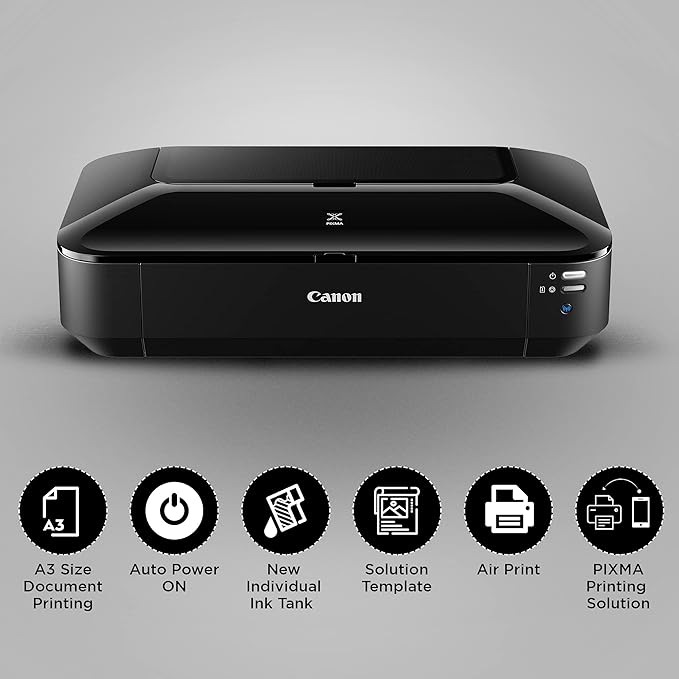 PIXMA
Canon
A3
A3 Size
Document
Printing
Auto Power
ON
New
Individual
Ink Tank
Solution
Template
Air Print
PIXMA
Printing
Solution